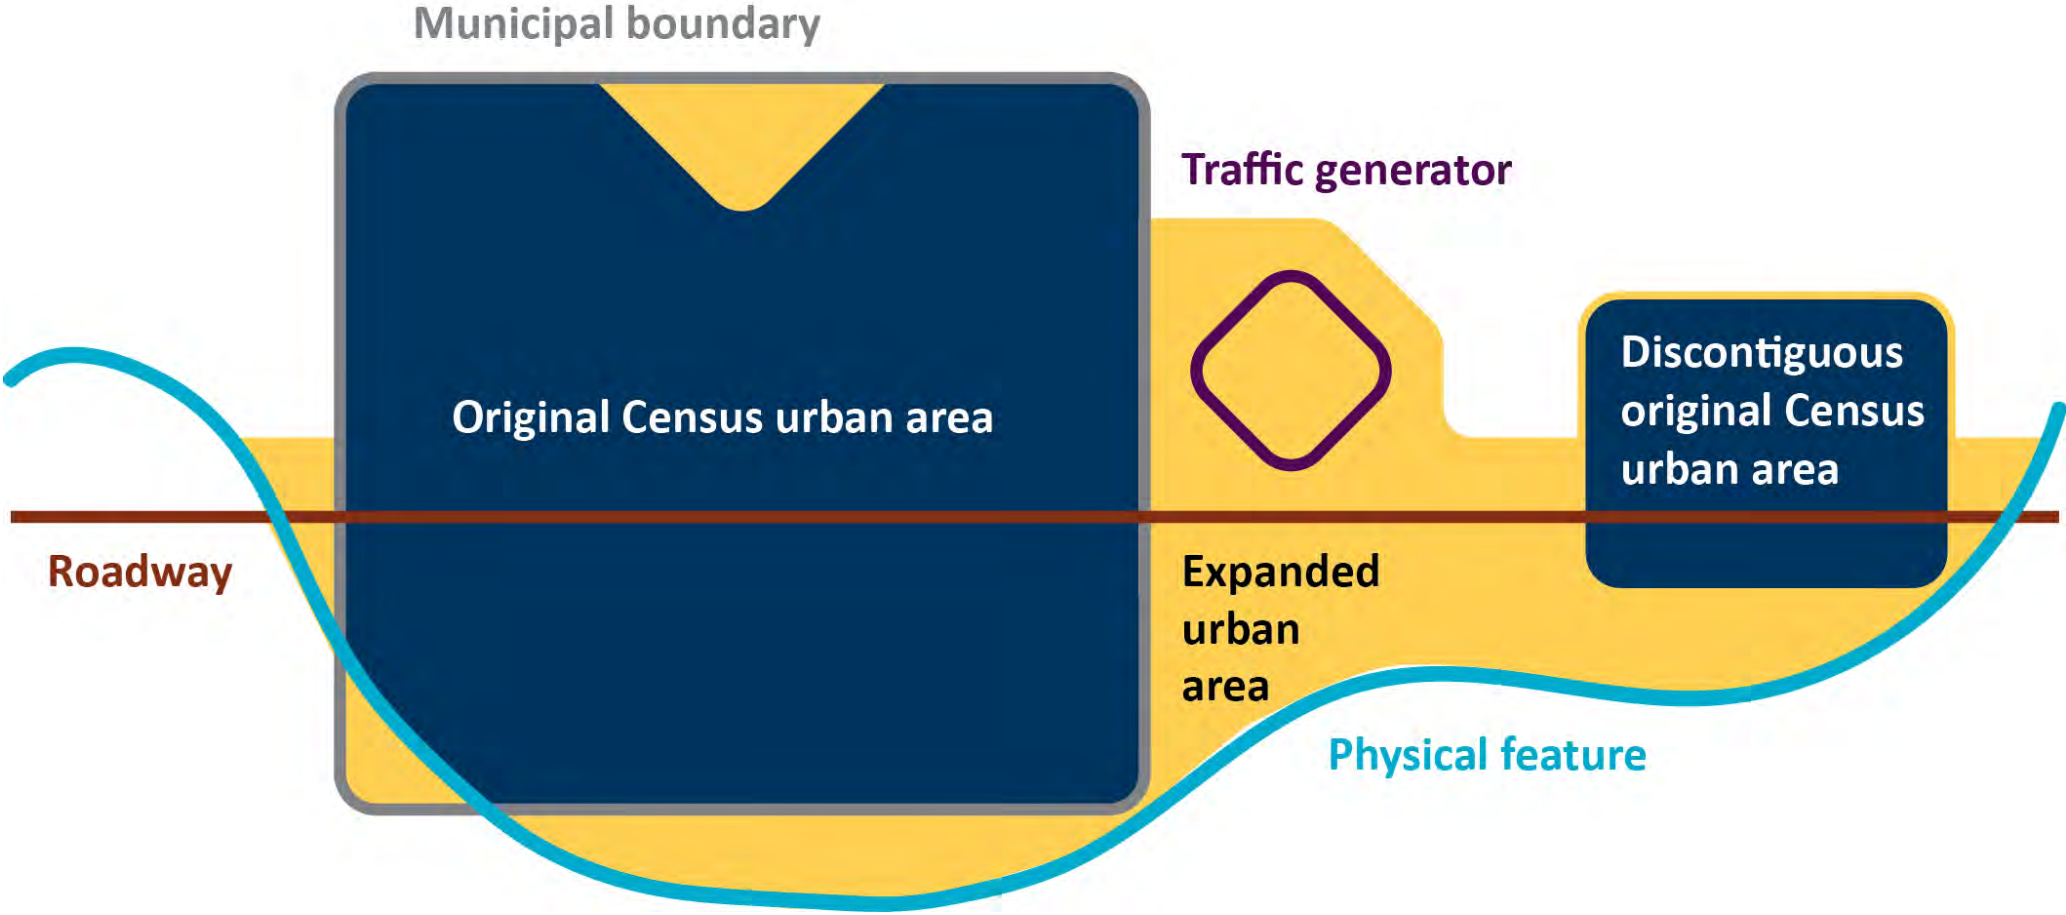 Municipal boundary
Traffic generator
Discontiguous
original Census
urban area
Original Census urban area
Roadway
Expanded
urban
area
Physical feature